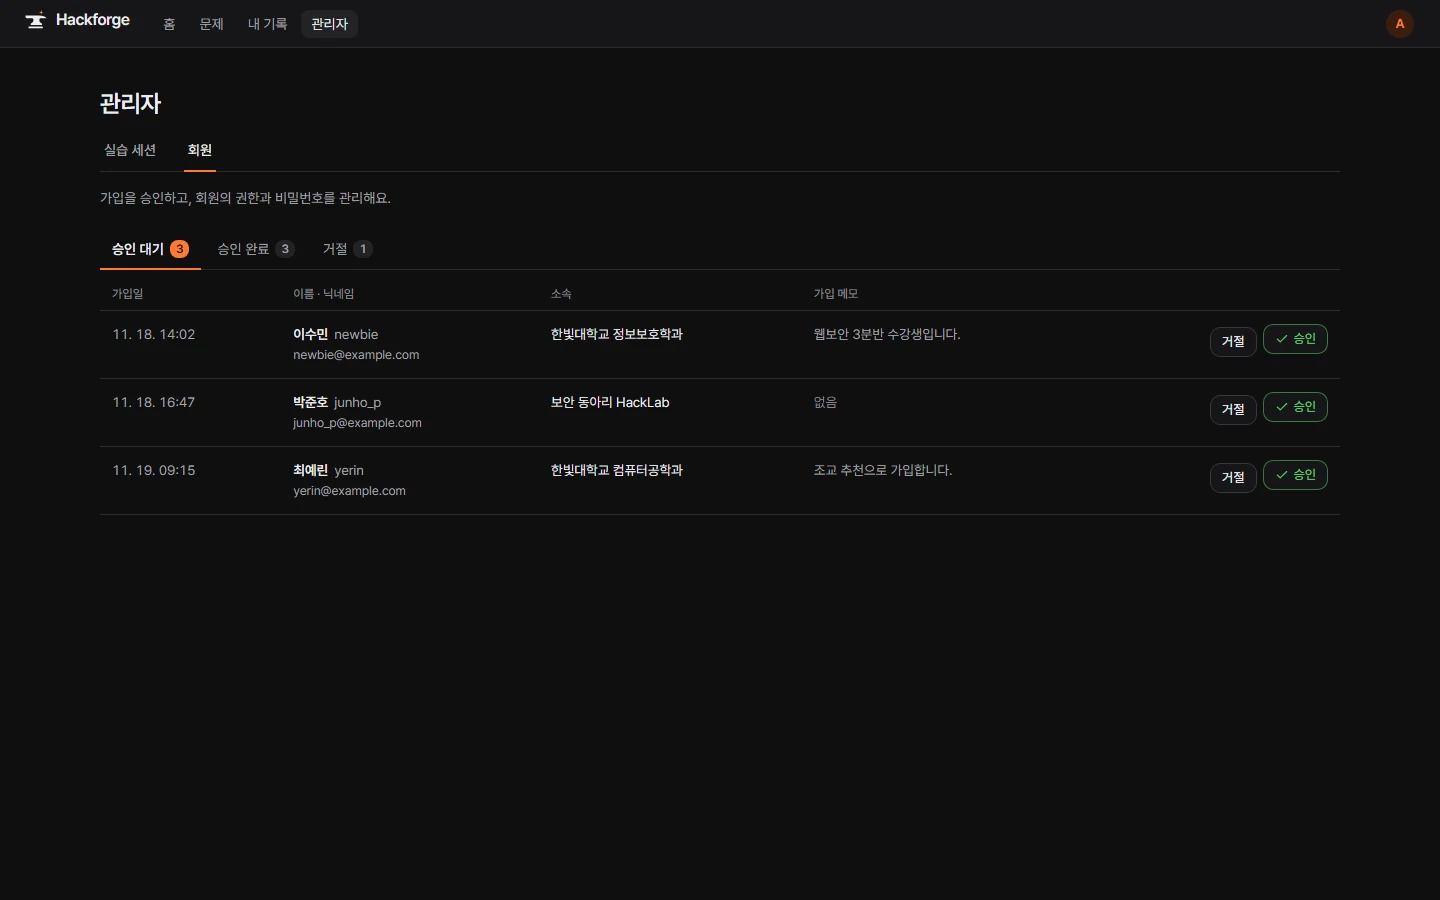 Hackforge 홈 문제 내 기록 관리자 A
관리자
실습 세션 회원
가입을 승인하고, 회원의 권한과 비밀번호를 관리해요.
승인 대기 3 승인 완료 3 거절 1
가입일 이름 · 닉네임 소속 가입 메모
11. 18. 14:02 이수민 newbie 한빛대학교 정보보호학과 웹보안 3분반 수강생입니다. 거절 승인
newbie@example.com
11. 18. 16:47 박준호 junho_p 보안 동아리 HackLab 없음 거절 승인
junho_p@example.com
11. 19. 09:15 최예린 yerin 한빛대학교 컴퓨터공학과 조교 추천으로 가입합니다. 거절 승인
yerin@example.com